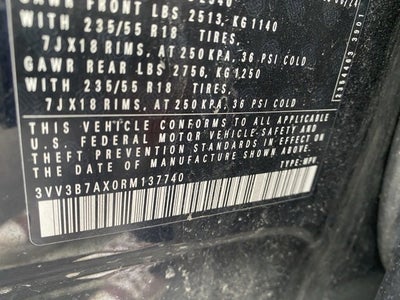 GAWR FRONT LBS 2513, KG1140
WITH 235/55 R18 TIRES,
7JX18 RIMS, AT 250 KPA, 36 PSI COLD
GAWR REAR LBS 2756, KG1250
WITH 235/55 R18 TIRES,
7JX18 RIMS, AT 250 KPA, 36 PSI COLD
THIS VEHICLE CONFORMS TO ALL APPLICABLE
U.S. FEDERAL MOTOR VEHICLE-SAFETY- AND
THEFT PREVENTION STANDARDS IN EFFECT ON
THE DATE OF MANUFACTURE SHOWN ABOVE.
3VV3B7AX0RM137740
TYPE: MPV